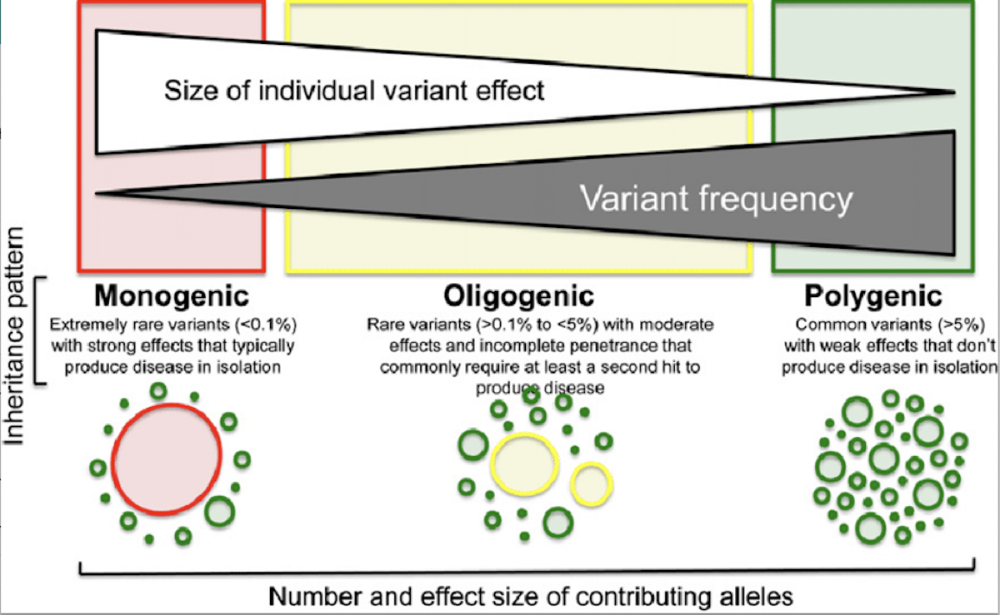 Size of individual variant effect
Variant frequency
Inheritance pattern
Monogenic
Extremely rare variants (<0.1%)
with strong effects that typically
produce disease in isolation
Oligogenic
Rare variants (>0.1% to <5%) with moderate
effects and incomplete penetrance that
commonly require at least a second hit to
produce disease
Polygenic
Common variants (>5%)
with weak effects that don't
produce disease in isolation
Number and effect size of contributing alleles